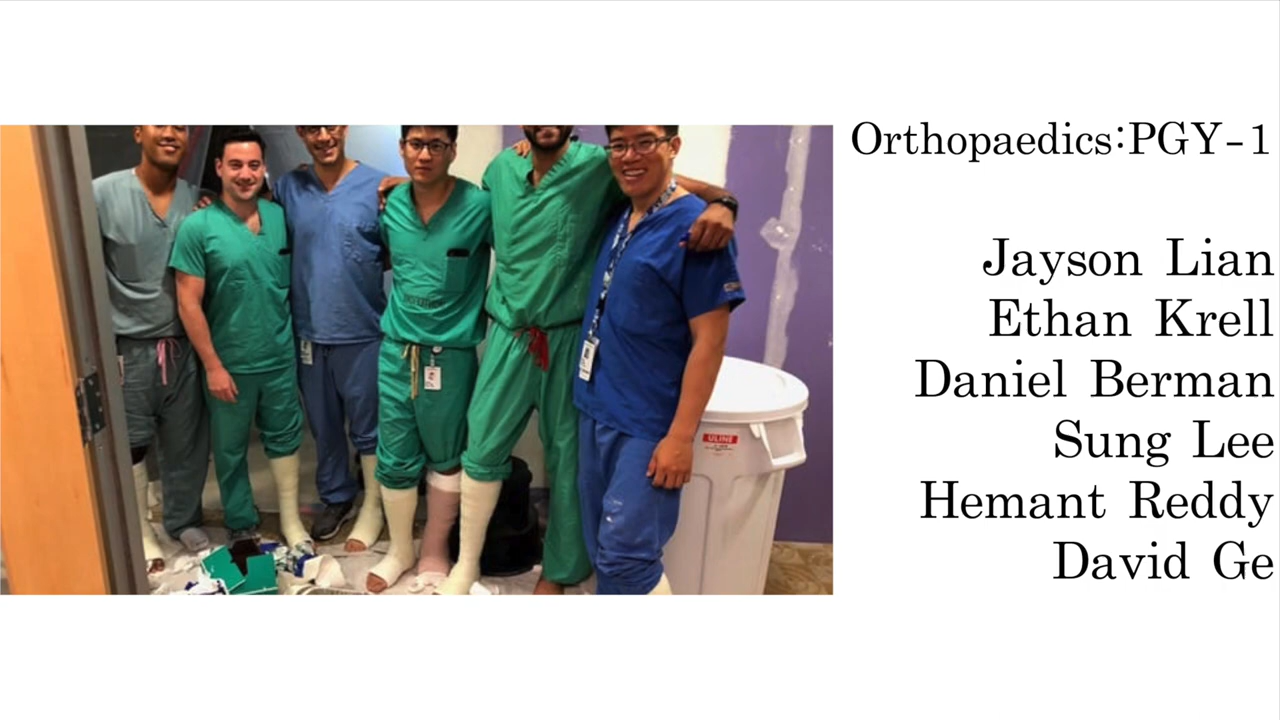 Orthopaedics:PGY-1
Jayson Lian
Ethan Krell
Daniel Berman
Sung Lee
Hemant Reddy
David Ge
ULINE